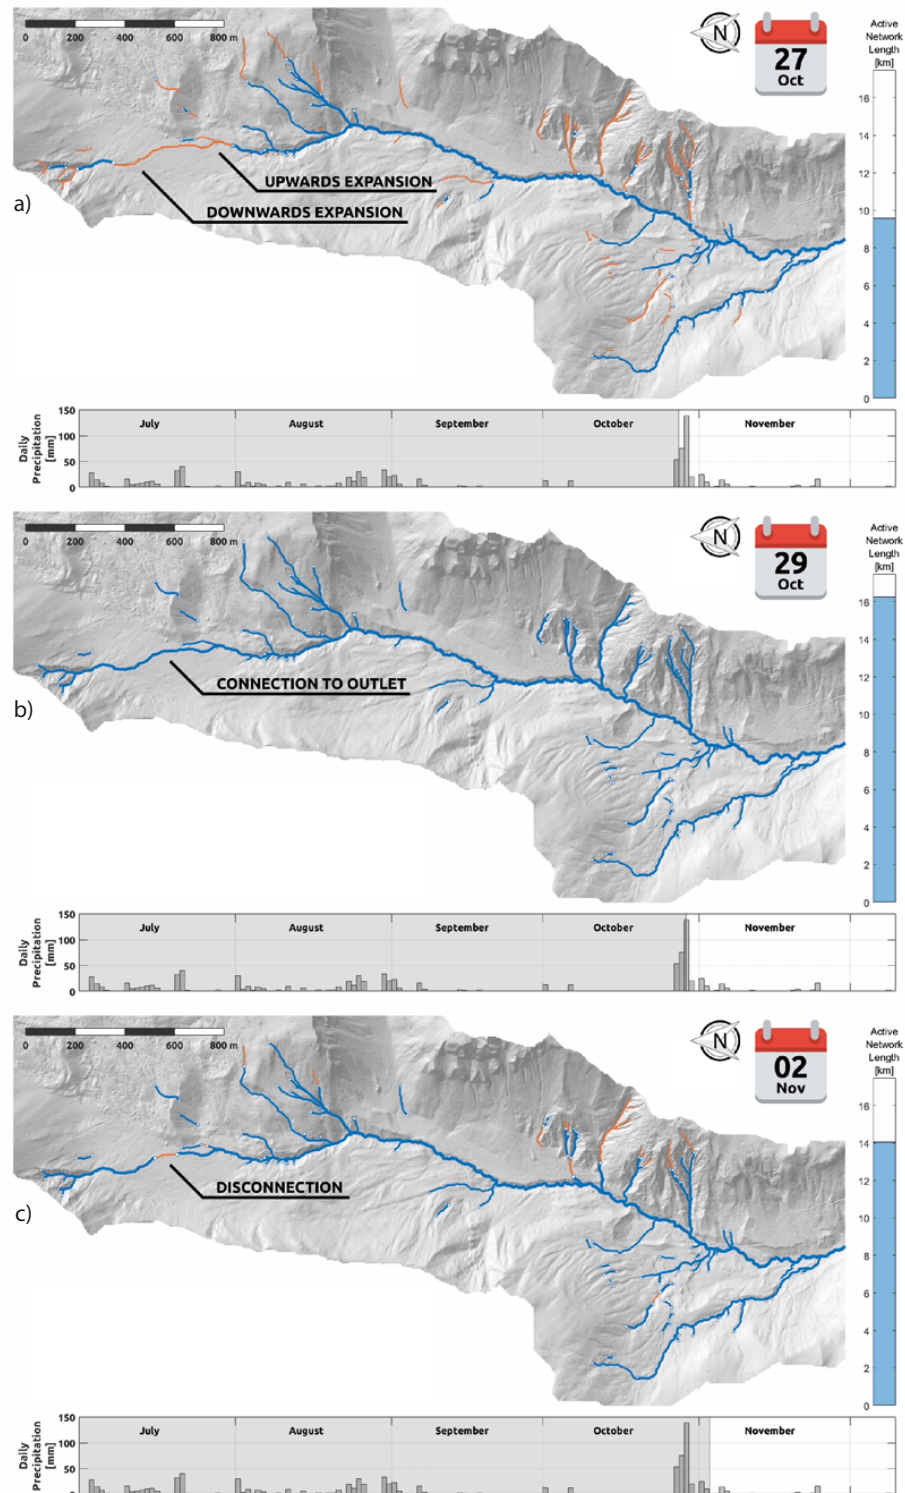 0 200 400 600 800 m
N
27
Oct
Active
Network
Length
[km]
16
14
12
10
8
6
4
2
0
UPWARDS EXPANSION
DOWNWARDS EXPANSION
a)
Daily
Precipitation
[mm]
150
100
50
0
July August September October November
0 200 400 600 800 m
N
29
Oct
Active
Network
Length
[km]
16
14
12
10
8
6
4
2
0
CONNECTION TO OUTLET
b)
Daily
Precipitation
[mm]
150
100
50
0
July August September October November
0 200 400 600 800 m
N
02
Nov
Active
Network
Length
[km]
16
14
12
10
8
6
4
2
0
DISCONNECTION
c)
Daily
Precipitation
[mm]
150
100
50
July August September October November